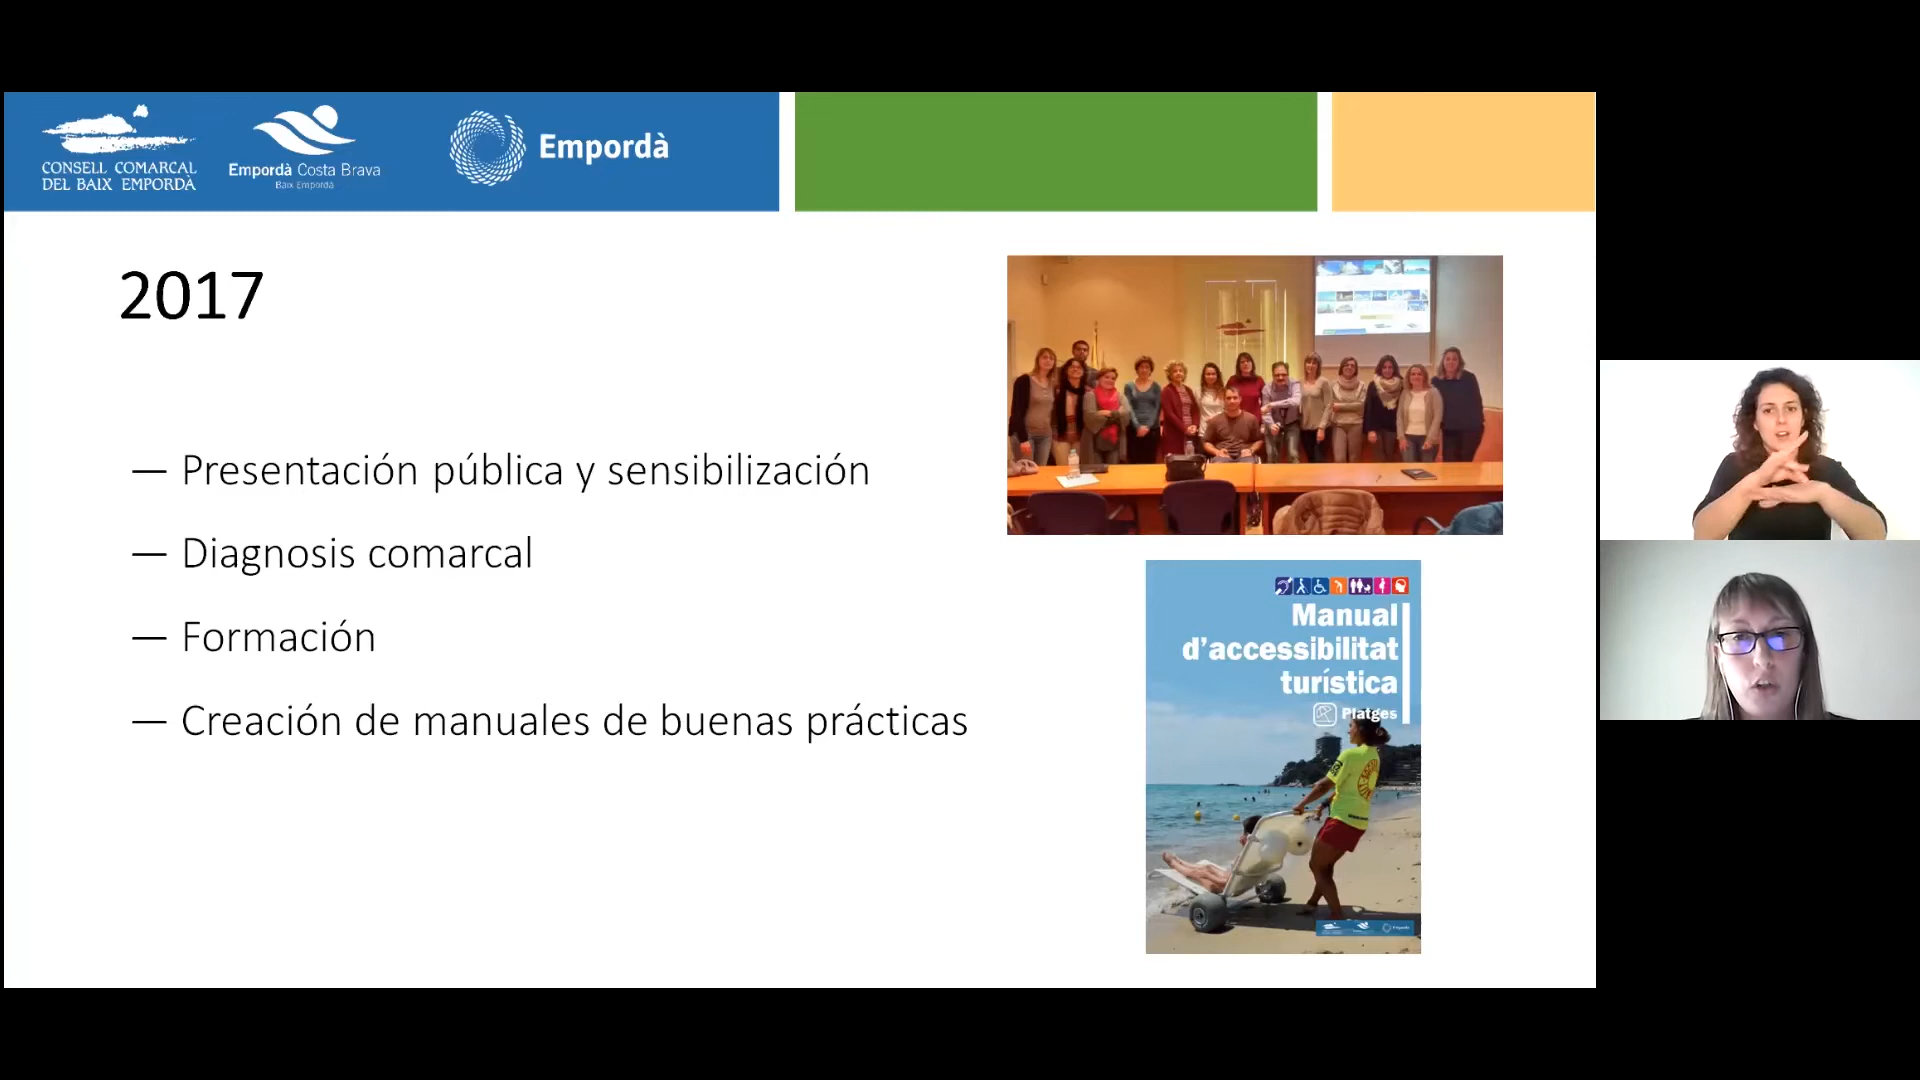 CONSELL COMARCAL
DEL BAIX EMPORDÀ
Empordà Costa Brava
Baix Empordà
Empordà
2017
— Presentación pública y sensibilización
— Diagnosis comarcal
— Formación
— Creación de manuales de buenas prácticas
Manual
d'accessibilitat
turística
Platges